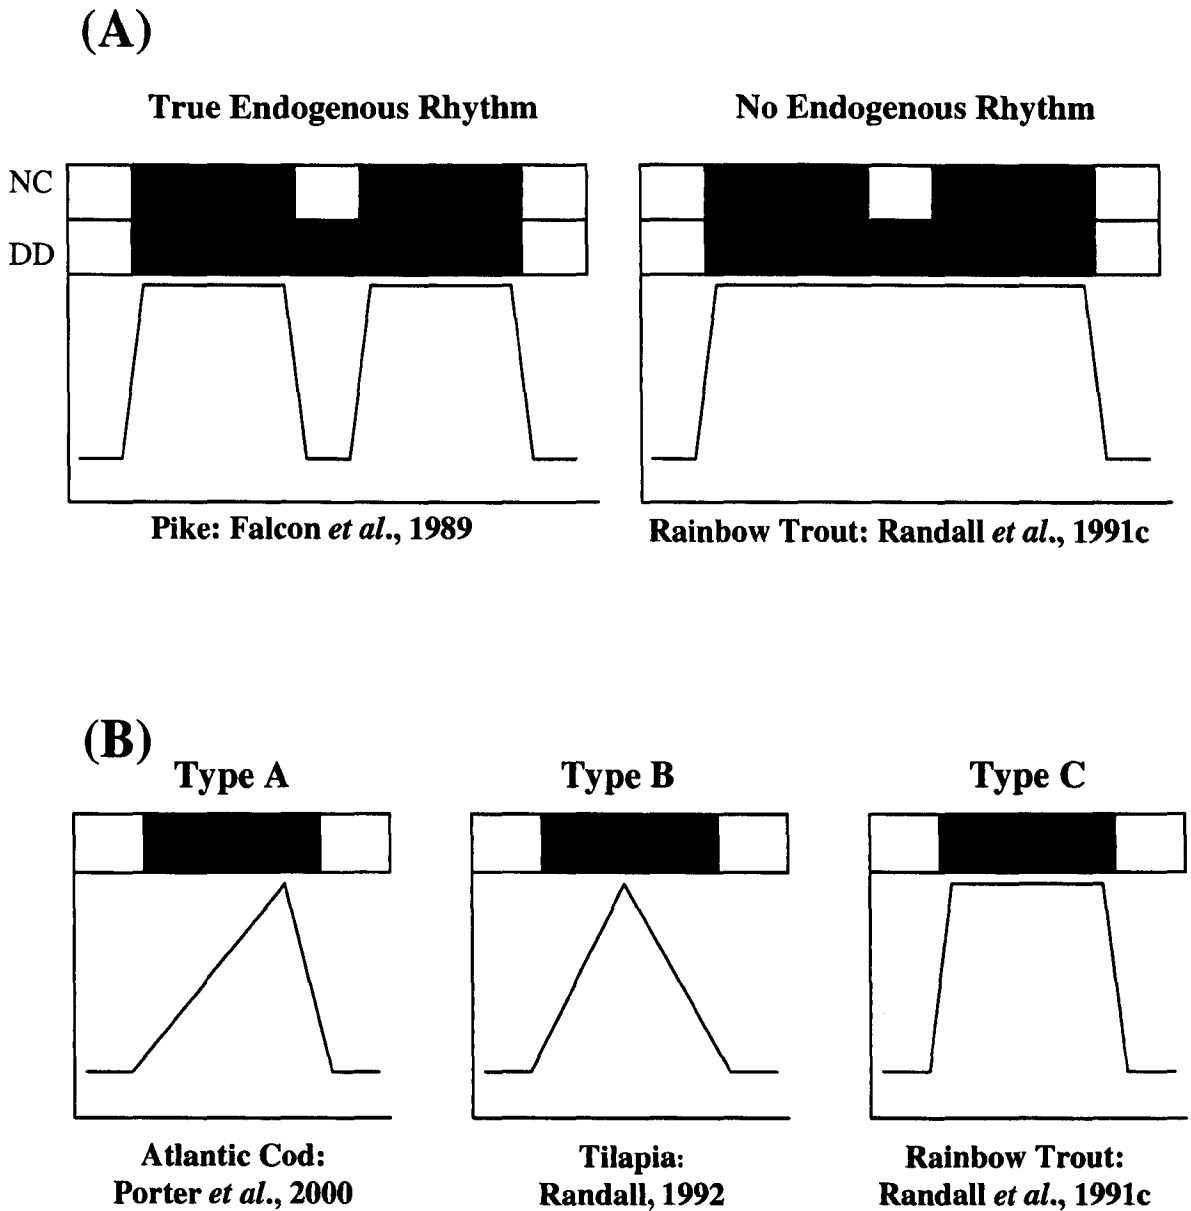 (A)
True Endogenous Rhythm
No Endogenous Rhythm
NC
DD
Pike: Falcon et al., 1989
Rainbow Trout: Randall et al., 1991c
(B)
Type A
Type B
Type C
Atlantic Cod:
Porter et al., 2000
Tilapia:
Randall, 1992
Rainbow Trout:
Randall et al., 1991c